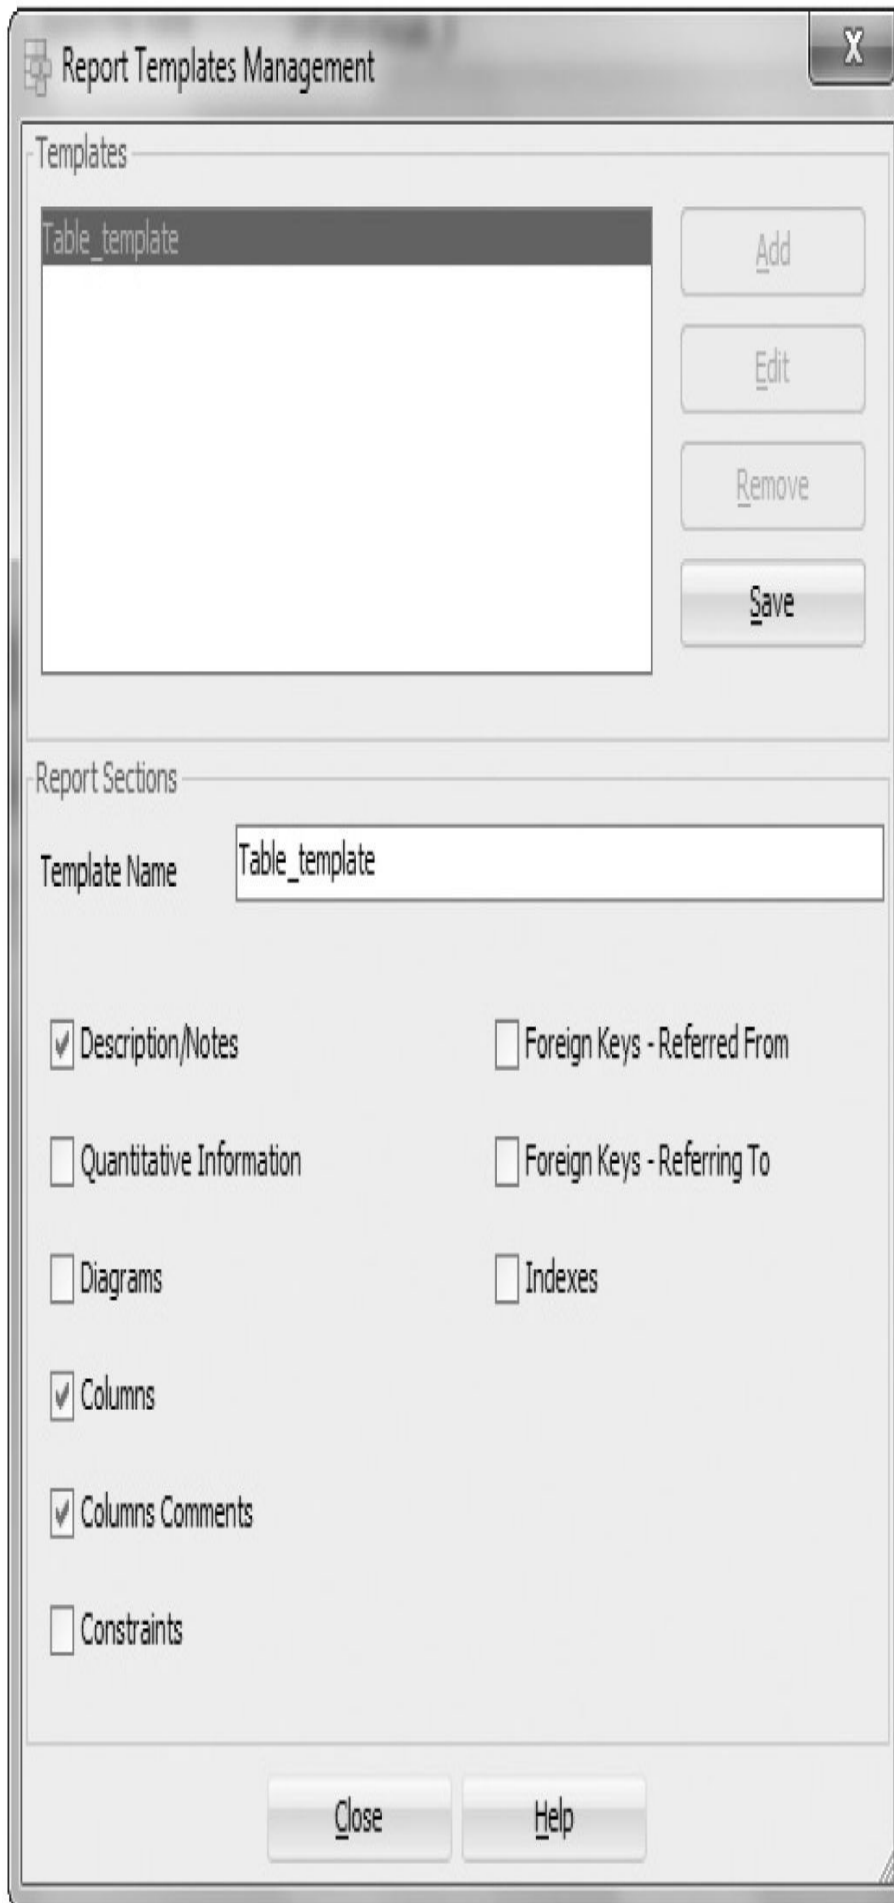 Report Templates Management
X
Templates
Table_template
Add
Edit
Remove
Save
Report Sections
Template Name
Table_template
Description/Notes
Foreign Keys - Referred From
Quantitative Information
Foreign Keys - Referring To
Diagrams
Indexes
Columns
Columns Comments
Constraints
Close
Help